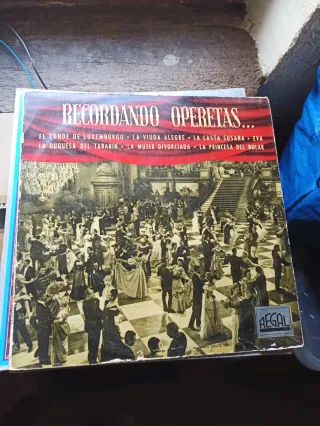 RECORDANDO OPERETAS...
EL CONDE DE LUXEMBURGO - LA VIUDA ALEGRE - LA CASTA SUSANA - EVA
LA DUQUESA DEL TABARIN - LA MUJER DIVORCIADA - LA PRINCESA DEL DOLAR
REGAL